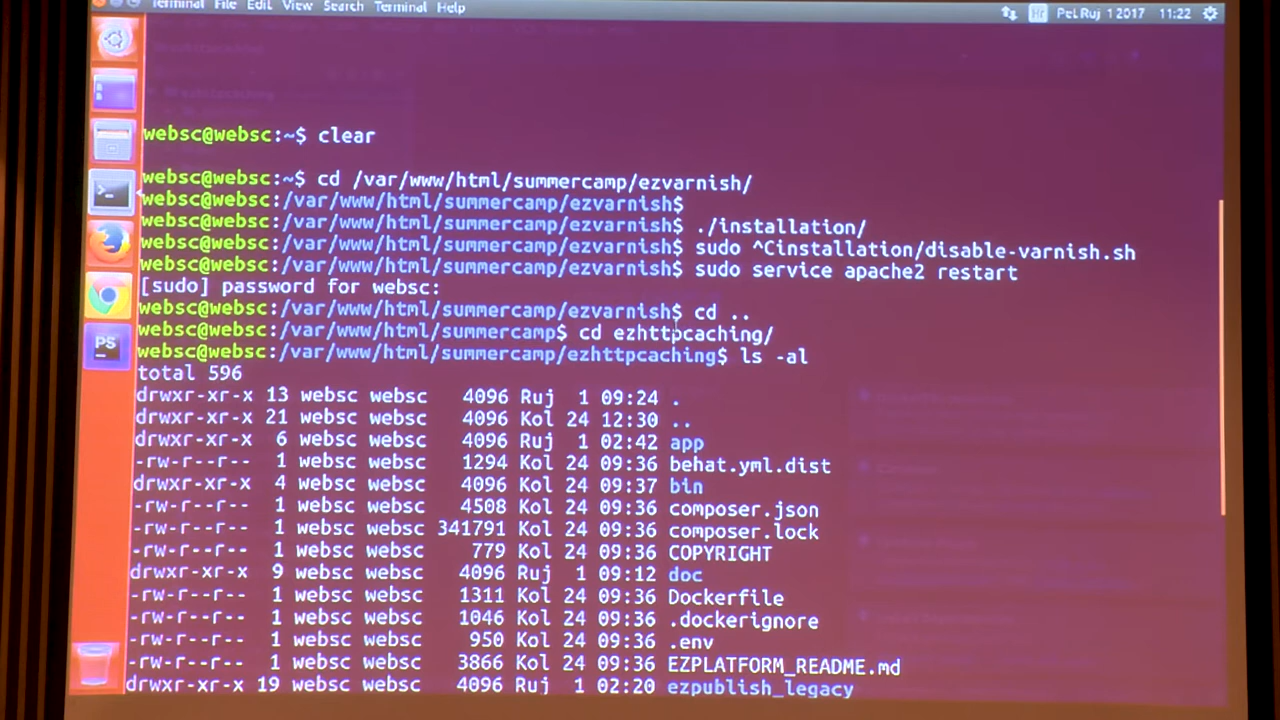 Terminal File Edit View Search Terminal Help
Pet Ruj 1 2017 11:22
websc@websc:~$ clear
websc@websc:~$ cd /var/www/html/summercamp/ezvarnish/
websc@websc:/var/www/html/summercamp/ezvarnish$
websc@websc:/var/www/html/summercamp/ezvarnish$ ./installation/
websc@websc:/var/www/html/summercamp/ezvarnish$ sudo ^Cinstallation/disable-varnish.sh
websc@websc:/var/www/html/summercamp/ezvarnish$ sudo service apache2 restart
[sudo] password for websc:
websc@websc:/var/www/html/summercamp/ezvarnish$ cd ..
websc@websc:/var/www/html/summercamp$ cd ezhttpcaching/
websc@websc:/var/www/html/summercamp/ezhttpcaching$ ls -al
total 596
drwxr-xr-x 13 websc websc 4096 Ruj 1 09:24 .
drwxr-xr-x 21 websc websc 4096 Kol 24 12:30 ..
drwxr-xr-x 6 websc websc 4096 Ruj 1 02:42 app
-rw-r--r-- 1 websc websc 1294 Kol 24 09:36 behat.yml.dist
drwxr-xr-x 4 websc websc 4096 Kol 24 09:37 bin
-rw-r--r-- 1 websc websc 4508 Kol 24 09:36 composer.json
-rw-r--r-- 1 websc websc 341791 Kol 24 09:36 composer.lock
-rw-r--r-- 1 websc websc 779 Kol 24 09:36 COPYRIGHT
drwxr-xr-x 9 websc websc 4096 Ruj 1 09:12 doc
-rw-r--r-- 1 websc websc 1311 Kol 24 09:36 Dockerfile
-rw-r--r-- 1 websc websc 1046 Kol 24 09:36 .dockerignore
-rw-r--r-- 1 websc websc 950 Kol 24 09:36 .env
-rw-r--r-- 1 websc websc 3866 Kol 24 09:36 EZPLATFORM_README.md
drwxr-xr-x 19 websc websc 4096 Ruj 1 02:20 ezpublish_legacy
PS